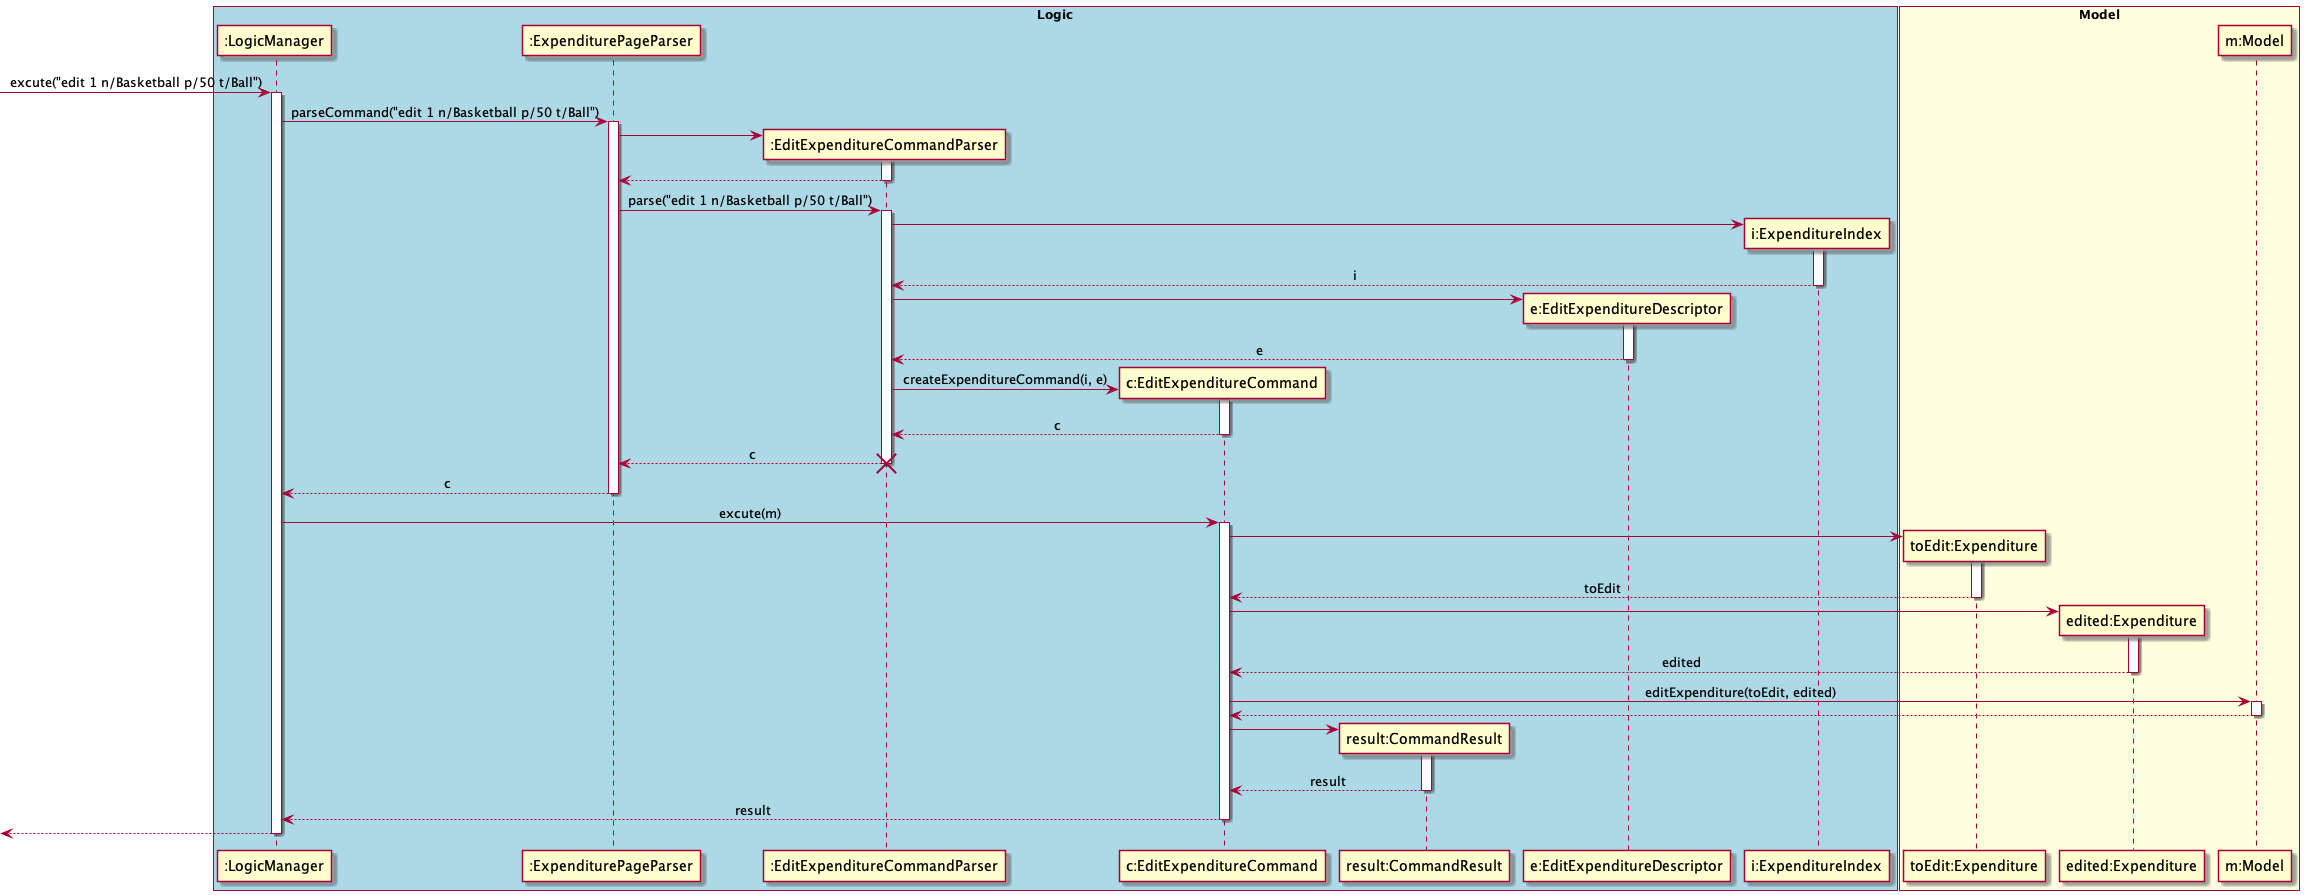 Logic
Model
:LogicManager
:ExpenditurePageParser
m:Model
excute("edit 1 n/Basketball p/50 t/Ball")
parseCommand("edit 1 n/Basketball p/50 t/Ball")
:EditExpenditureCommandParser
parse("edit 1 n/Basketball p/50 t/Ball")
i:ExpenditureIndex
i
e:EditExpenditureDescriptor
e
createExpenditureCommand(i, e)
c:EditExpenditureCommand
c
c
c
excute(m)
toEdit:Expenditure
toEdit
edited:Expenditure
edited
editExpenditure(toEdit, edited)
result:CommandResult
result
result
:LogicManager
:ExpenditurePageParser
:EditExpenditureCommandParser
c:EditExpenditureCommand
result:CommandResult
e:EditExpenditureDescriptor
i:ExpenditureIndex
toEdit:Expenditure
edited:Expenditure
m:Model